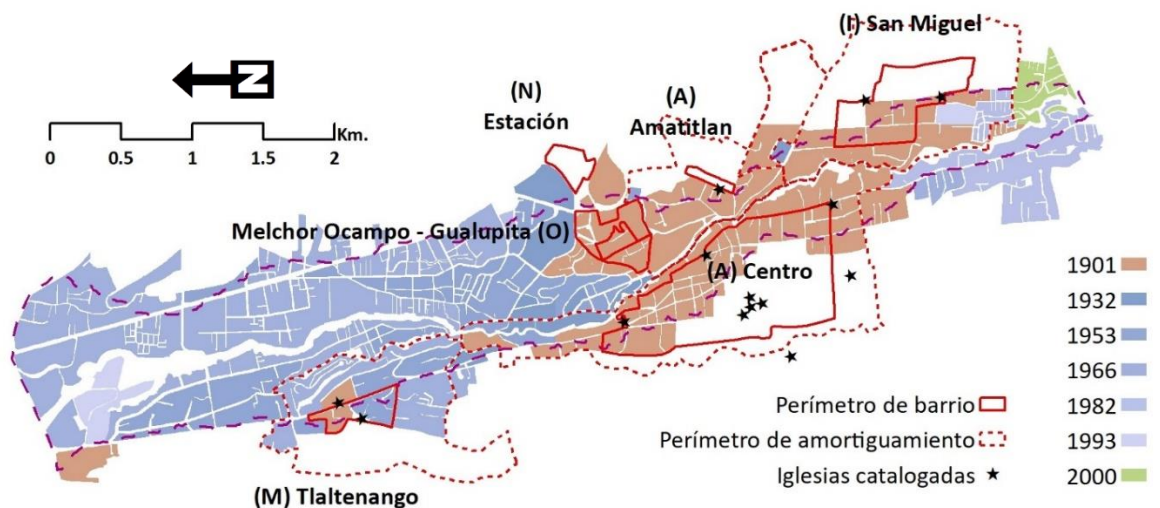 (I) San Miguel
N
Km.
0 0.5 1 1.5 2
(N)
Estación
(A)
Amatitlan
Melchor Ocampo - Gualupita (O)
(A) Centro
(M) Tlaltenango
Perímetro de barrio
Perímetro de amortiguamiento
Iglesias catalogadas
1901
1932
1953
1966
1982
1993
2000